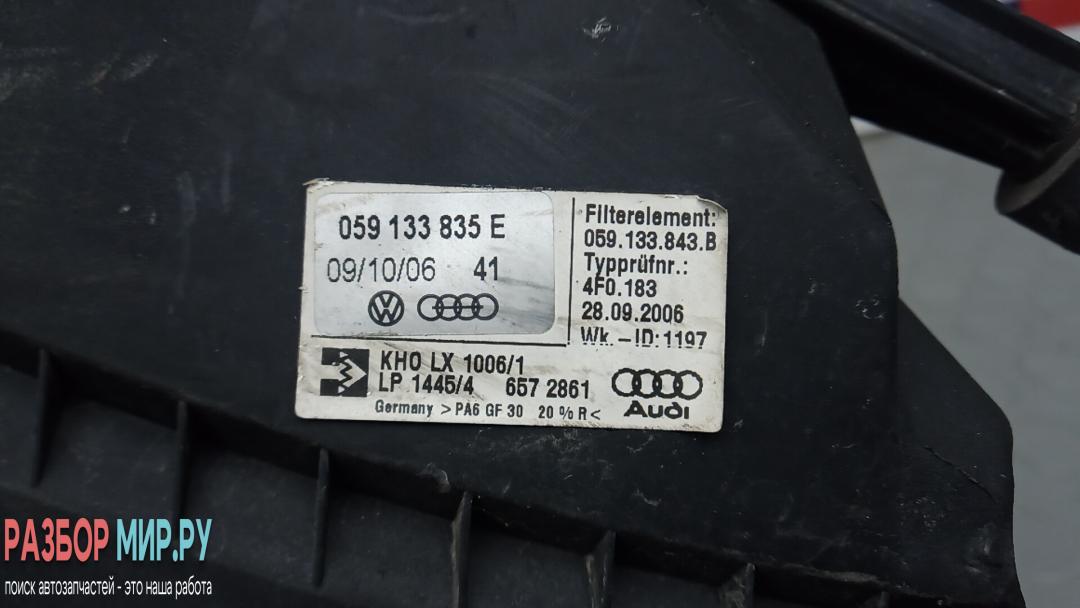 059 133 835 E
09/10/06 41
Filterelement:
059.133.843.B
Typprüfnr.:
4F0.183
28.09.2006
Wk.-ID:1197
KHO LX 1006/1
LP 1445/4 657 2861
Audi
Germany >PA6 GF 30 20 % R<
РАЗБОР МИР.РУ
поиск автозапчастей - это наша работа